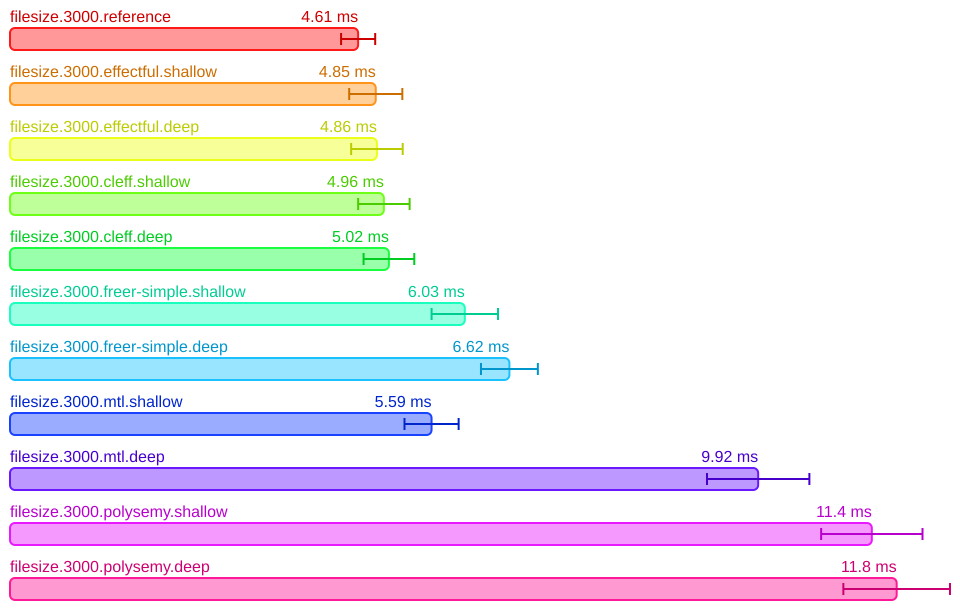 filesize.3000.reference 4.61 ms
filesize.3000.effectful.shallow 4.85 ms
filesize.3000.effectful.deep 4.86 ms
filesize.3000.cleff.shallow 4.96 ms
filesize.3000.cleff.deep 5.02 ms
filesize.3000.freer-simple.shallow 6.03 ms
filesize.3000.freer-simple.deep 6.62 ms
filesize.3000.mtl.shallow 5.59 ms
filesize.3000.mtl.deep 9.92 ms
filesize.3000.polysemy.shallow 11.4 ms
filesize.3000.polysemy.deep 11.8 ms